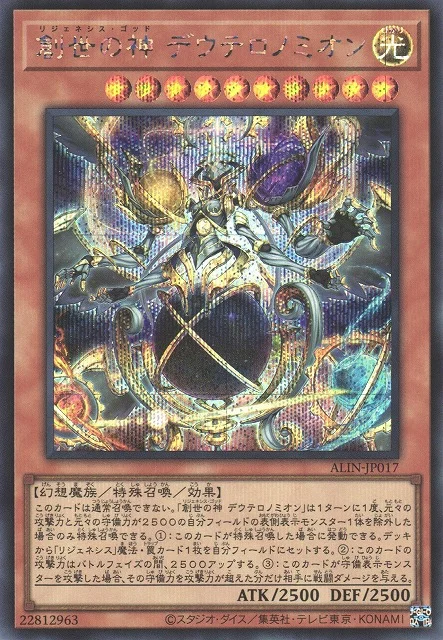 リジェネシス・ゴッド
創世の神 デウテロノミオン
光
ALIN-JP017
【幻想魔族／特殊召喚／効果】
このカードは通常召喚できない。「創世の神 デウテロノミオン」は1ターンに1度、元々の
攻撃力と元々の守備力が2500の自分フィールドの表側表示モンスター1体を除外し
た場合のみ特殊召喚できる。①：このカードが特殊召喚した場合に発動できる。デッキ
から「リジェネシス」魔法・罠カード1枚を自分フィールドにセットする。②：このカードの
攻撃力はバトルフェイズの間、2500アップする。③：このカードが守備表示モンス
ターを攻撃した場合、その守備力を攻撃力が超えた分だけ相手に戦闘ダメージを与える。
ATK/2500 DEF/2500
22812963
©スタジオ・ダイス／集英社・テレビ東京・KONAMI